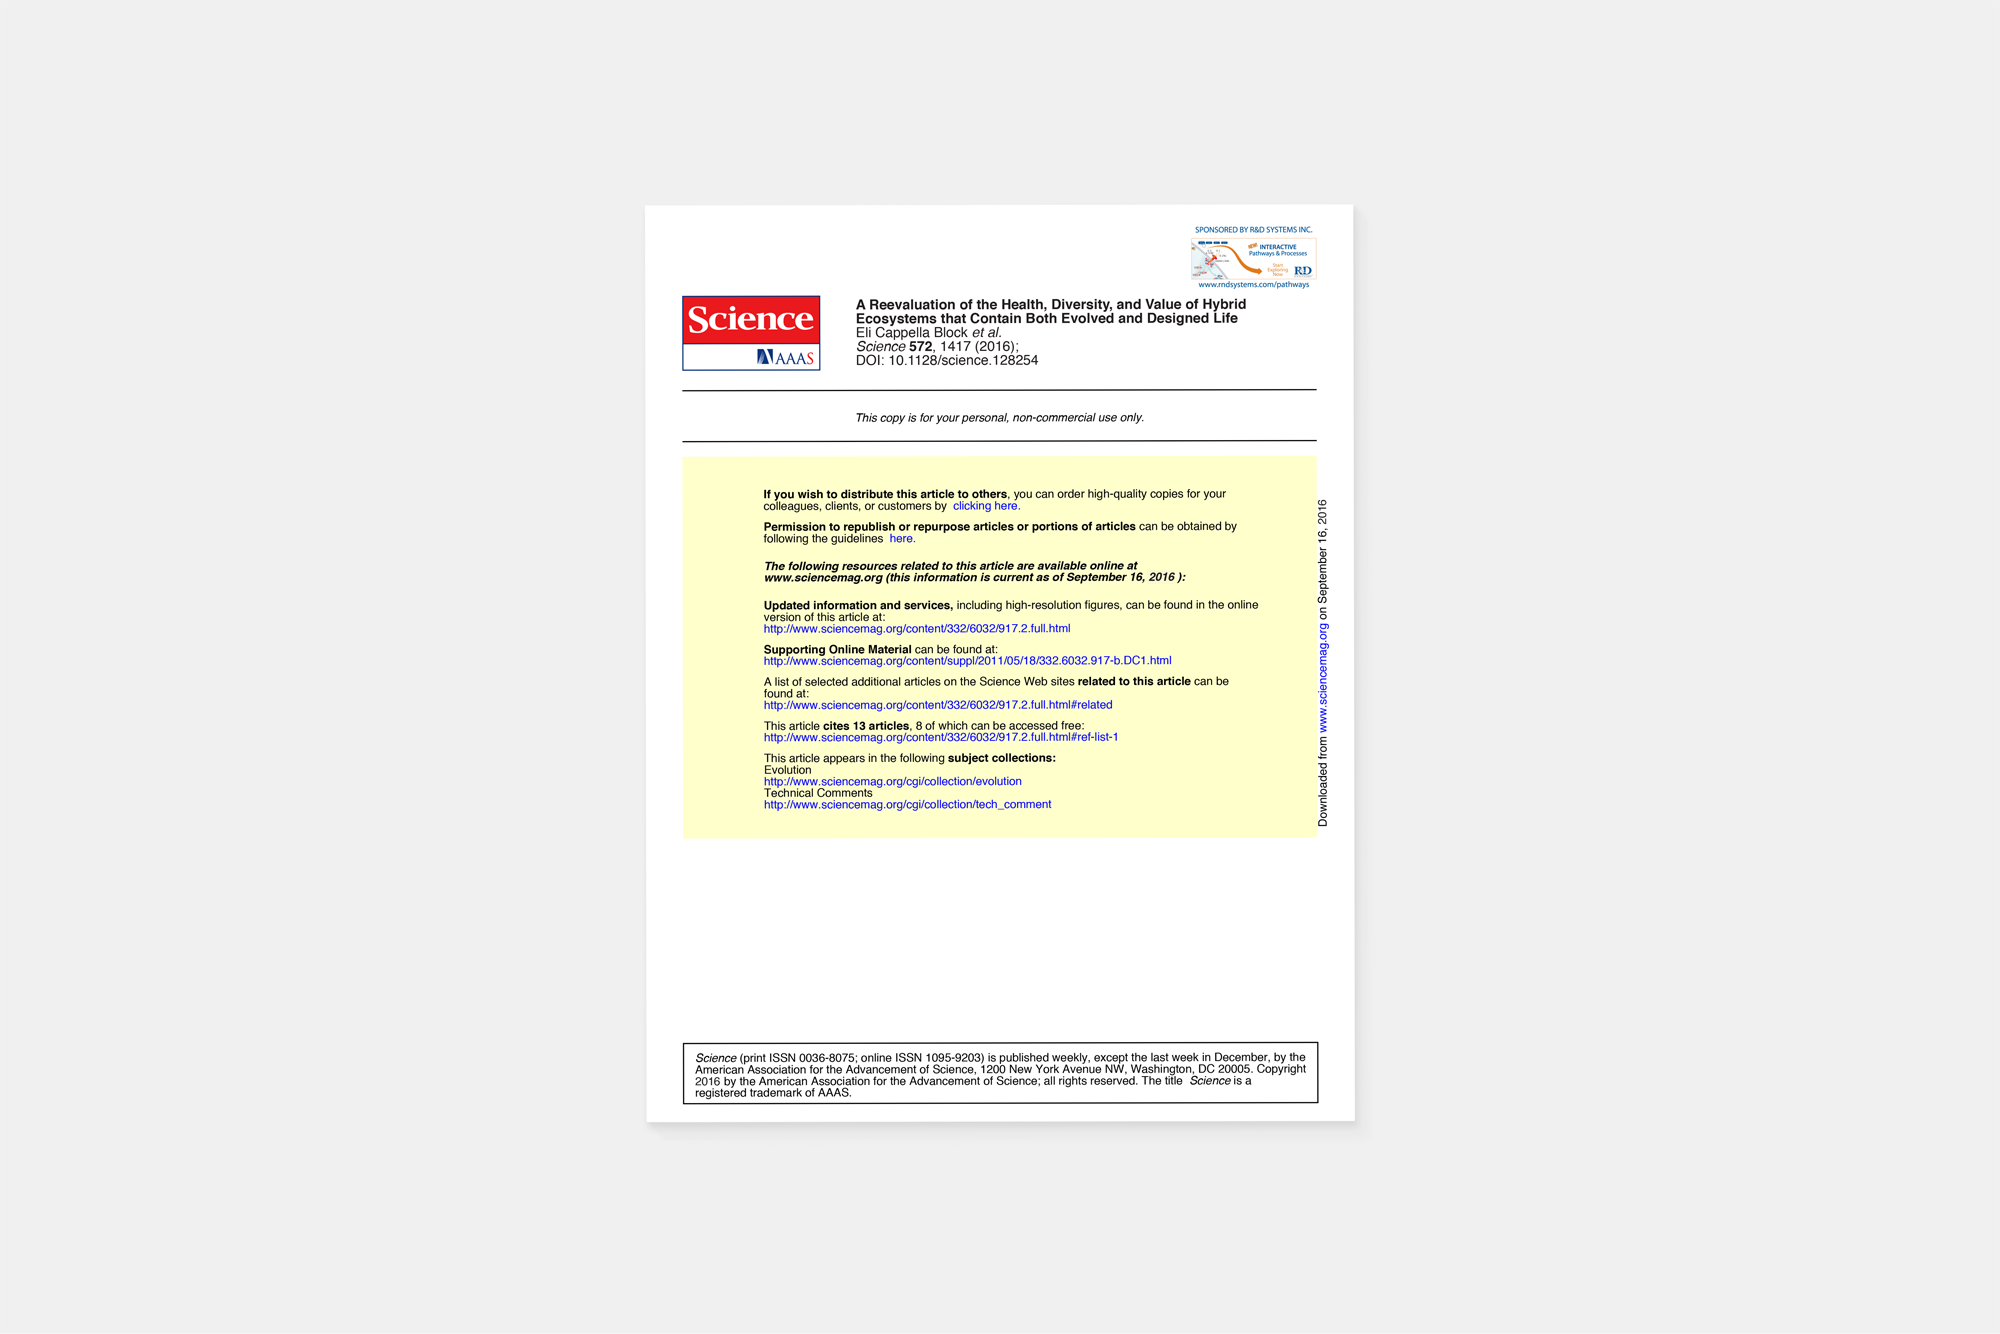 SPONSORED BY R&D SYSTEMS INC.
NEW! INTERACTIVE
Pathways & Processes
Start
Exploring
Now
RD
www.rndsystems.com/pathways
Science
AAAS
A Reevaluation of the Health, Diversity, and Value of Hybrid
Ecosystems that Contain Both Evolved and Designed Life
Eli Cappella Block et al.
Science 572, 1417 (2016);
DOI: 10.1128/science.128254
This copy is for your personal, non-commercial use only.
If you wish to distribute this article to others, you can order high-quality copies for your
colleagues, clients, or customers by clicking here.
Permission to republish or repurpose articles or portions of articles can be obtained by
following the guidelines here.
The following resources related to this article are available online at
www.sciencemag.org (this information is current as of September 16, 2016 ):
Updated information and services, including high-resolution figures, can be found in the online
version of this article at:
http://www.sciencemag.org/content/332/6032/917.2.full.html
Supporting Online Material can be found at:
http://www.sciencemag.org/content/suppl/2011/05/18/332.6032.917-b.DC1.html
A list of selected additional articles on the Science Web sites related to this article can be
found at:
http://www.sciencemag.org/content/332/6032/917.2.full.html#related
This article cites 13 articles, 8 of which can be accessed free:
http://www.sciencemag.org/content/332/6032/917.2.full.html#ref-list-1
This article appears in the following subject collections:
Evolution
http://www.sciencemag.org/cgi/collection/evolution
Technical Comments
http://www.sciencemag.org/cgi/collection/tech_comment
Downloaded from www.sciencemag.org on September 16, 2016
Science (print ISSN 0036-8075; online ISSN 1095-9203) is published weekly, except the last week in December, by the
American Association for the Advancement of Science, 1200 New York Avenue NW, Washington, DC 20005. Copyright
2016 by the American Association for the Advancement of Science; all rights reserved. The title Science is a
registered trademark of AAAS.